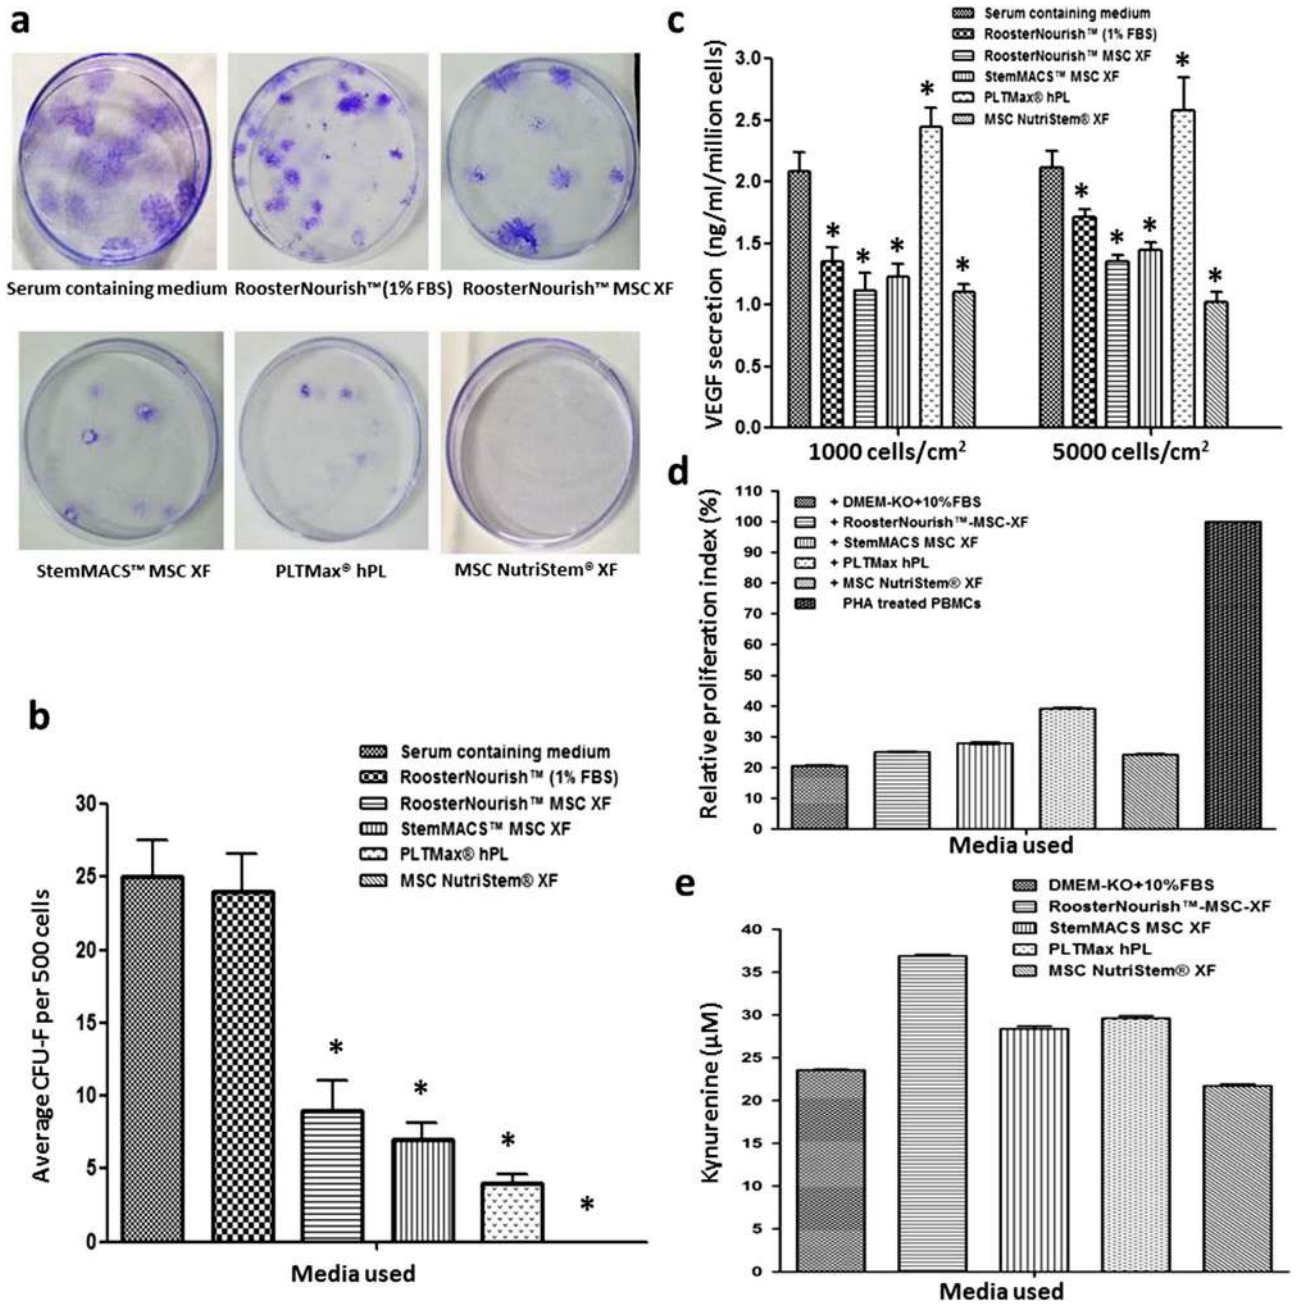 a
Serum containing medium RoosterNourish™(1% FBS) RoosterNourish™ MSC XF
StemMACS™ MSC XF PLTMax® hPL MSC NutriStem® XF
b
Serum containing medium
RoosterNourish™ (1% FBS)
RoosterNourish™ MSC XF
StemMACS™ MSC XF
PLTMax® hPL
MSC NutriStem® XF
Average CFU-F per 500 cells
30
25
20
15
10
5
0
*
*
*
*
Media used
c
Serum containing medium
RoosterNourish™ (1% FBS)
RoosterNourish™ MSC XF
StemMACS™ MSC XF
PLTMax® hPL
MSC NutriStem® XF
VEGF secretion (ng/ml/million cells)
3.0
2.5
2.0
1.5
1.0
0.5
0.0
* * * * *
* * * * *
1000 cells/cm² 5000 cells/cm²
d
+ DMEM-KO+10%FBS
+ RoosterNourish™-MSC-XF
+ StemMACS MSC XF
+ PLTMax hPL
+ MSC NutriStem® XF
PHA treated PBMCs
Relative proliferation index (%)
110
100
90
80
70
60
50
40
30
20
10
0
Media used
e
DMEM-KO+10%FBS
RoosterNourish™-MSC-XF
StemMACS MSC XF
PLTMax hPL
MSC NutriStem® XF
Kynurenine (µM)
40
35
30
25
20
15
10
5
0
Media used